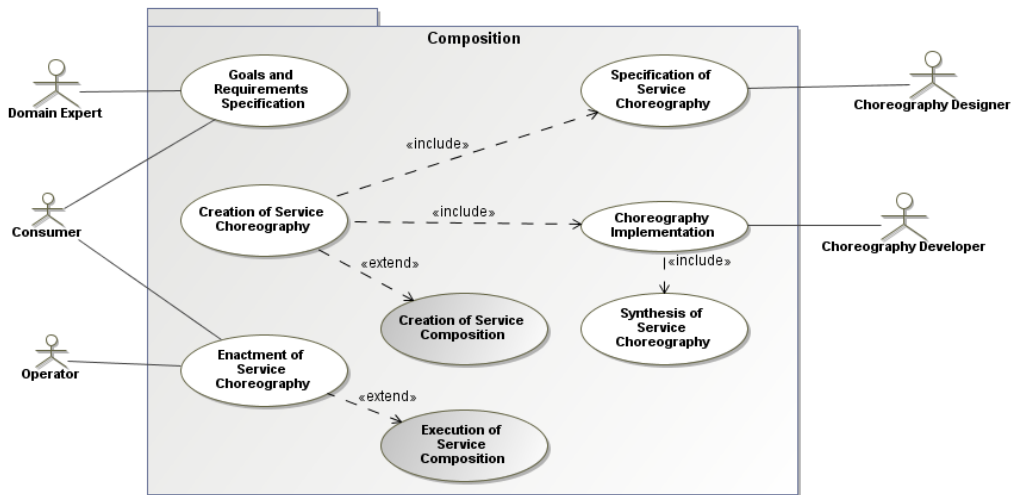 Composition
Goals and
Requirements
Specification
Specification of
Service
Choreography
Domain Expert
Choreography Designer
«include»
Creation of Service
Choreography
«include»
Choreography
Implementation
Consumer
Choreography Developer
«extend»
«include»
Creation of Service
Composition
Synthesis of
Service
Choreography
Enactment of
Service
Choreography
Operator
«extend»
Execution of
Service
Composition